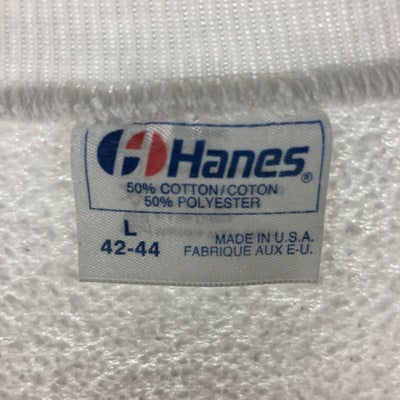 Hanes®
50% COTTON/COTON
50% POLYESTER
L
42-44
MADE IN U.S.A.
FABRIQUE AUX E-U.